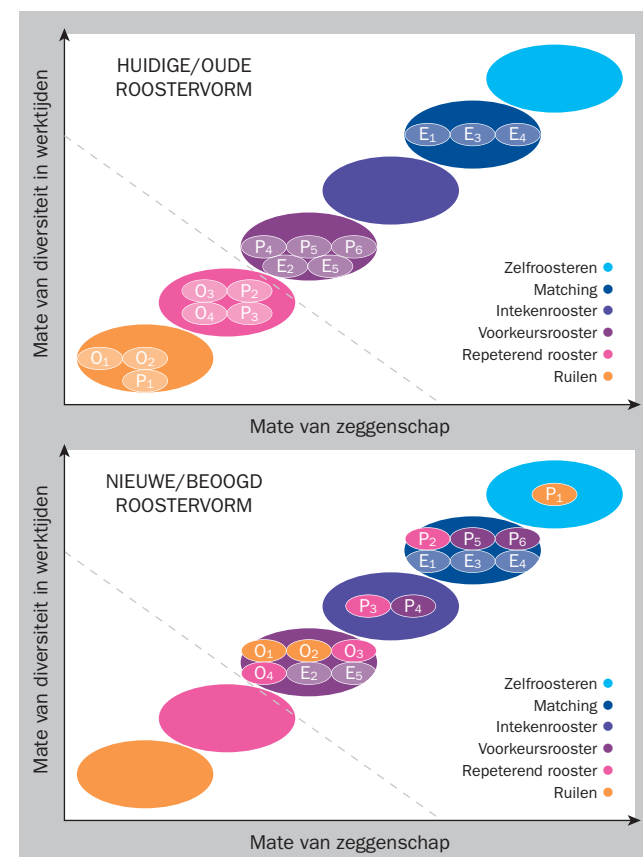 HUIDIGE/OUDE
ROOSTERVORM
Mate van diversiteit in werktijden
E₁ E₃ E₄
P₄ P₅ P₆
E₂ E₅
O₃ P₂
O₄ P₃
O₁ O₂
P₁
Zelfroosteren
Matching
Intekenrooster
Voorkeursrooster
Repeterend rooster
Ruilen
Mate van zeggenschap
NIEUWE/BEOOGD
ROOSTERVORM
Mate van diversiteit in werktijden
P₁
P₂ P₅ P₆
E₁ E₃ E₄
P₃ P₄
O₁ O₂ O₃
O₄ E₂ E₅
Zelfroosteren
Matching
Intekenrooster
Voorkeursrooster
Repeterend rooster
Ruilen
Mate van zeggenschap